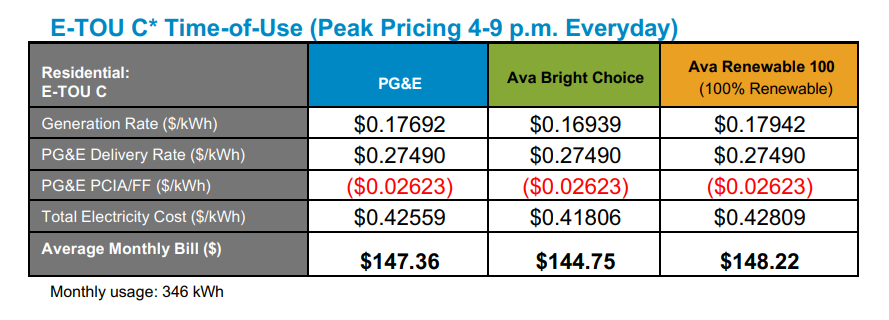 E-TOU C* Time-of-Use (Peak Pricing 4-9 p.m. Everyday)
Residential:
E-TOU C
PG&E
Ava Bright Choice
Ava Renewable 100
(100% Renewable)
Generation Rate ($/kWh) $0.17692 $0.16939 $0.17942
PG&E Delivery Rate ($/kWh) $0.27490 $0.27490 $0.27490
PG&E PCIA/FF ($/kWh) ($0.02623) ($0.02623) ($0.02623)
Total Electricity Cost ($/kWh) $0.42559 $0.41806 $0.42809
Average Monthly Bill ($) $147.36 $144.75 $148.22
Monthly usage: 346 kWh